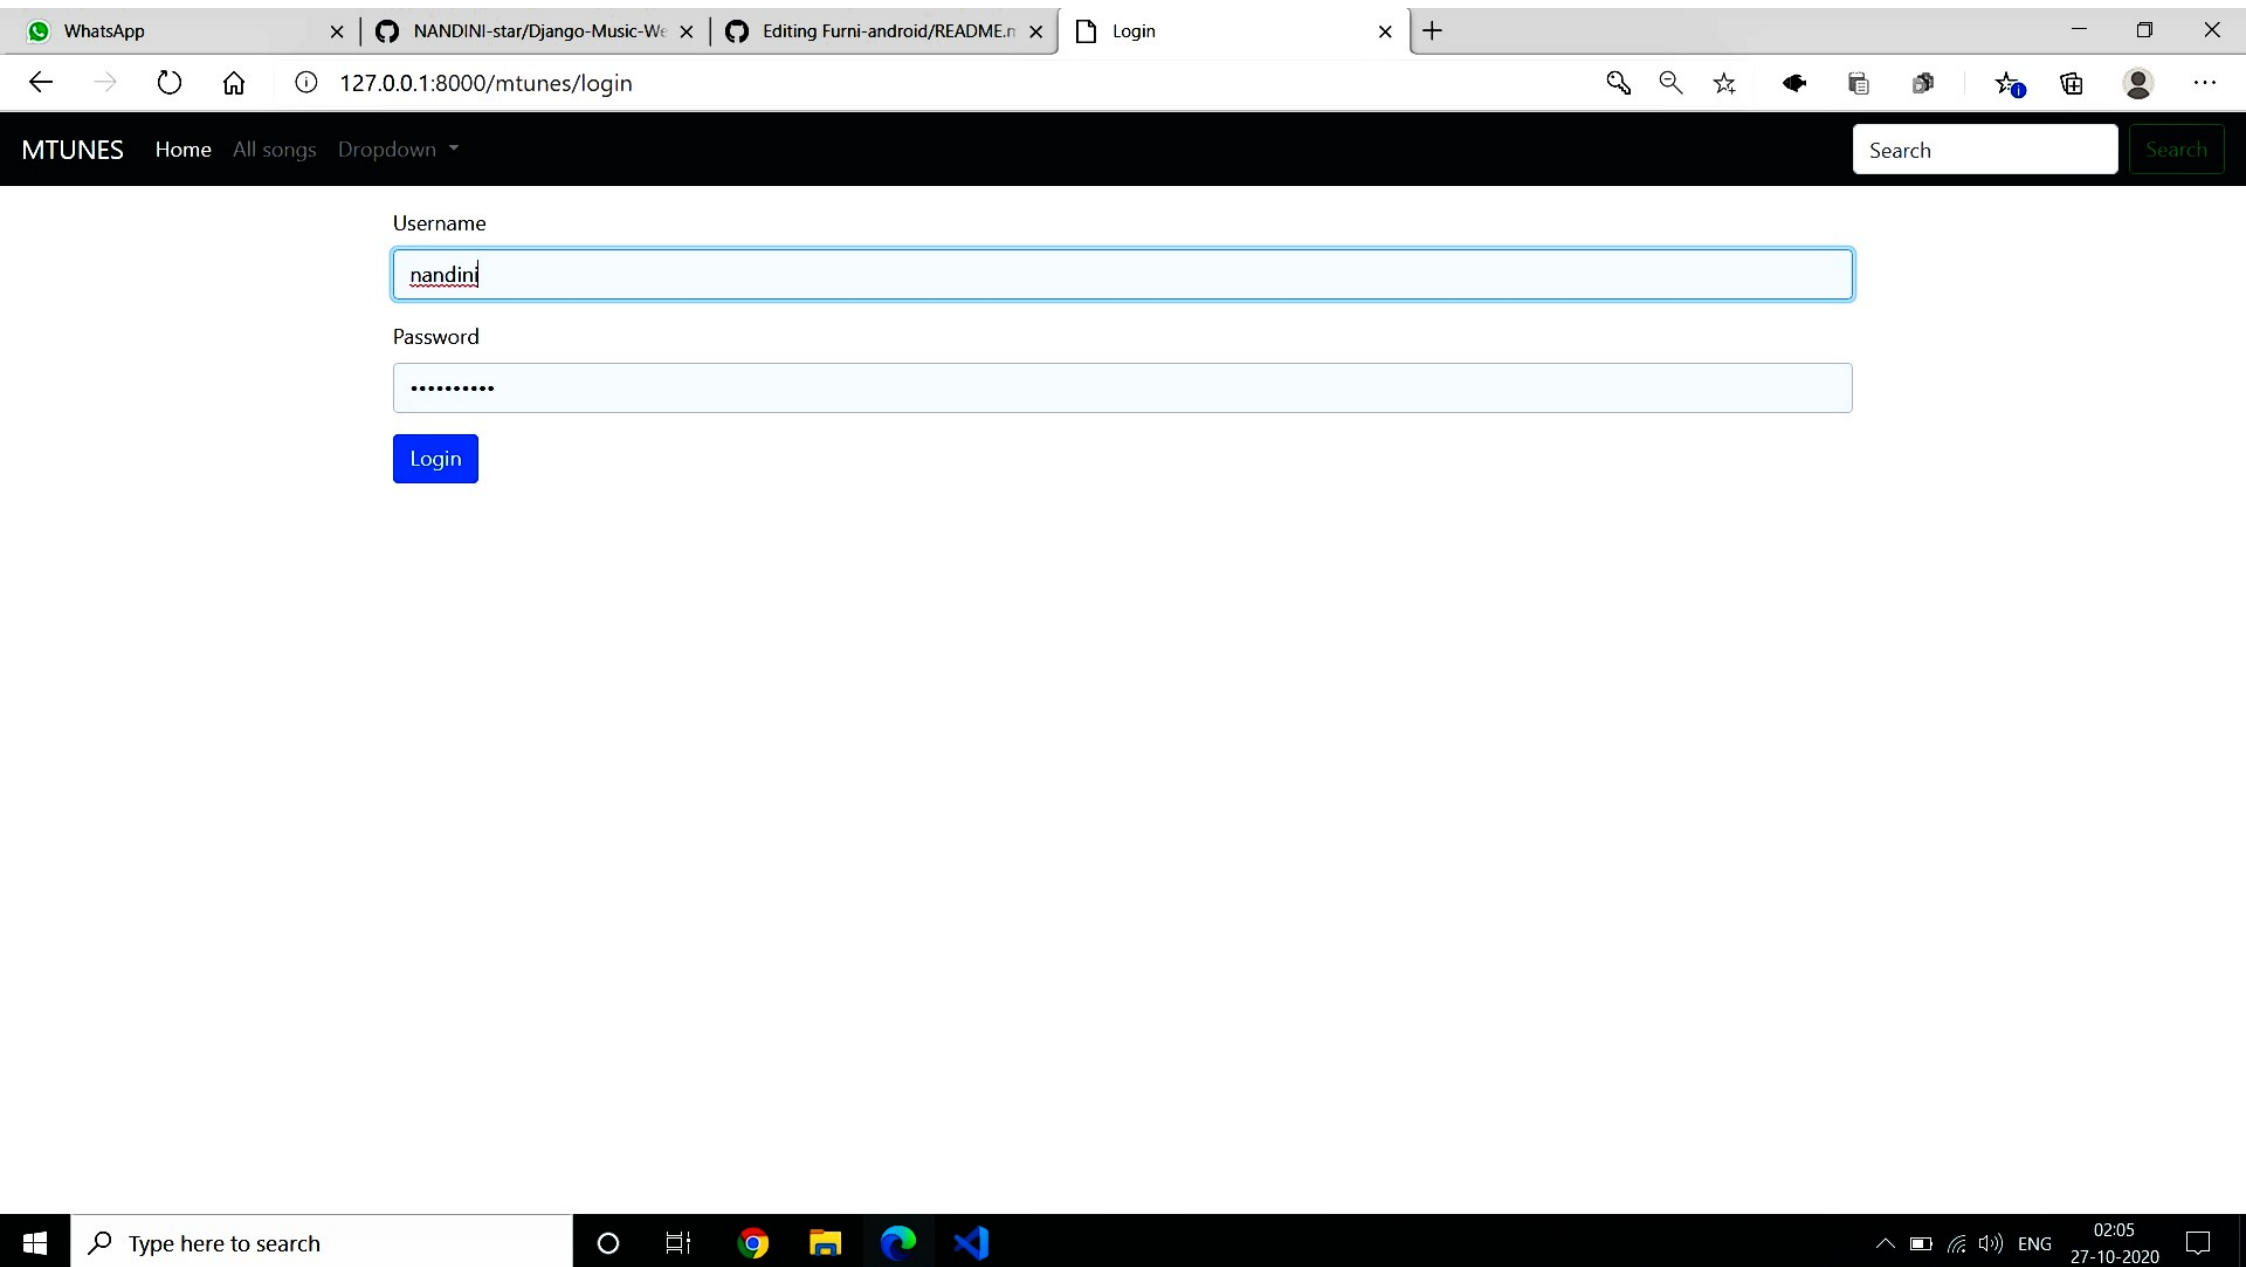 WhatsApp
NANDINI-star/Django-Music-We
Editing Furni-android/README.m
Login
127.0.0.1:8000/mtunes/login
MTUNES Home All songs Dropdown Search Search
Username
nandini
Password
••••••••••
Login
Type here to search
ENG
02:05
27-10-2020